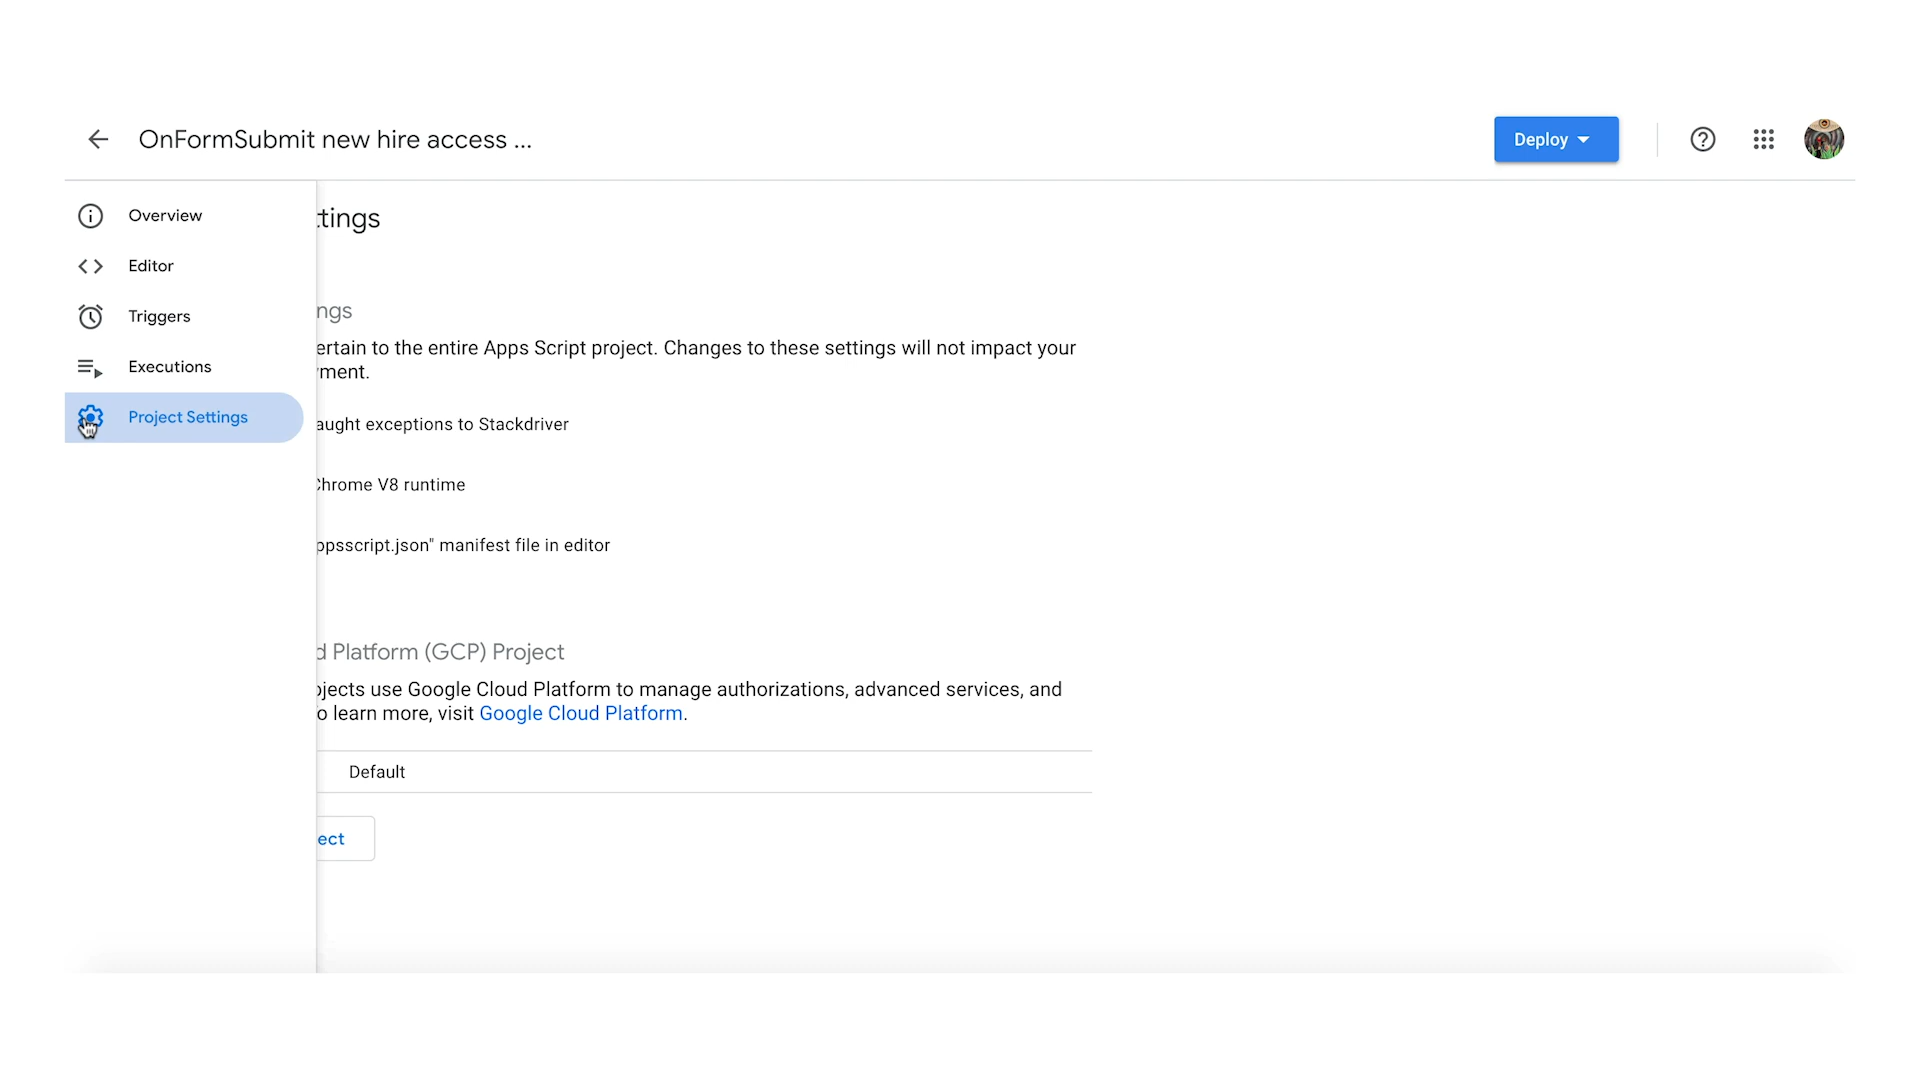 OnFormSubmit new hire access ...
Deploy
Overview
Editor
Triggers
Executions
Project Settings
ttings
ngs
ertain to the entire Apps Script project. Changes to these settings will not impact your
ment.
aught exceptions to Stackdriver
Chrome V8 runtime
ppsscript.json" manifest file in editor
d Platform (GCP) Project
ojects use Google Cloud Platform to manage authorizations, advanced services, and
o learn more, visit Google Cloud Platform.
Default
ect